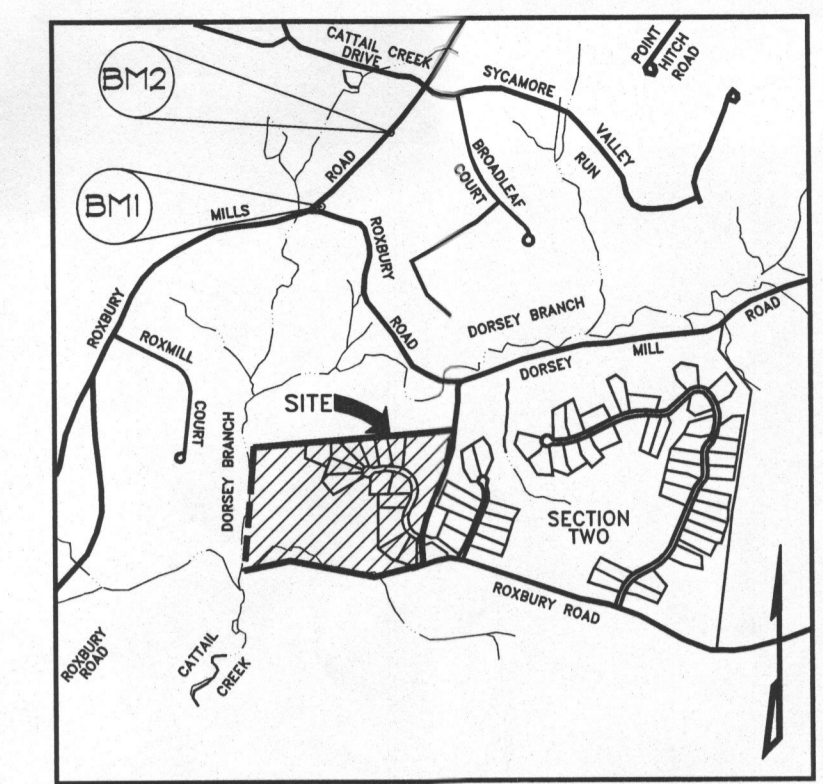 CATTAIL CREEK
DRIVE
BM2
SYCAMORE
VALLEY
RUN
POINT
HITCH
ROAD
BROADLEAF
COURT
ROAD
BM1
MILLS
ROXBURY
ROXBURY
ROAD
ROXMILL
COURT
DORSEY BRANCH
DORSEY
MILL
ROAD
SITE
DORSEY BRANCH
SECTION
TWO
ROXBURY ROAD
ROXBURY
ROAD
CATTAIL
CREEK